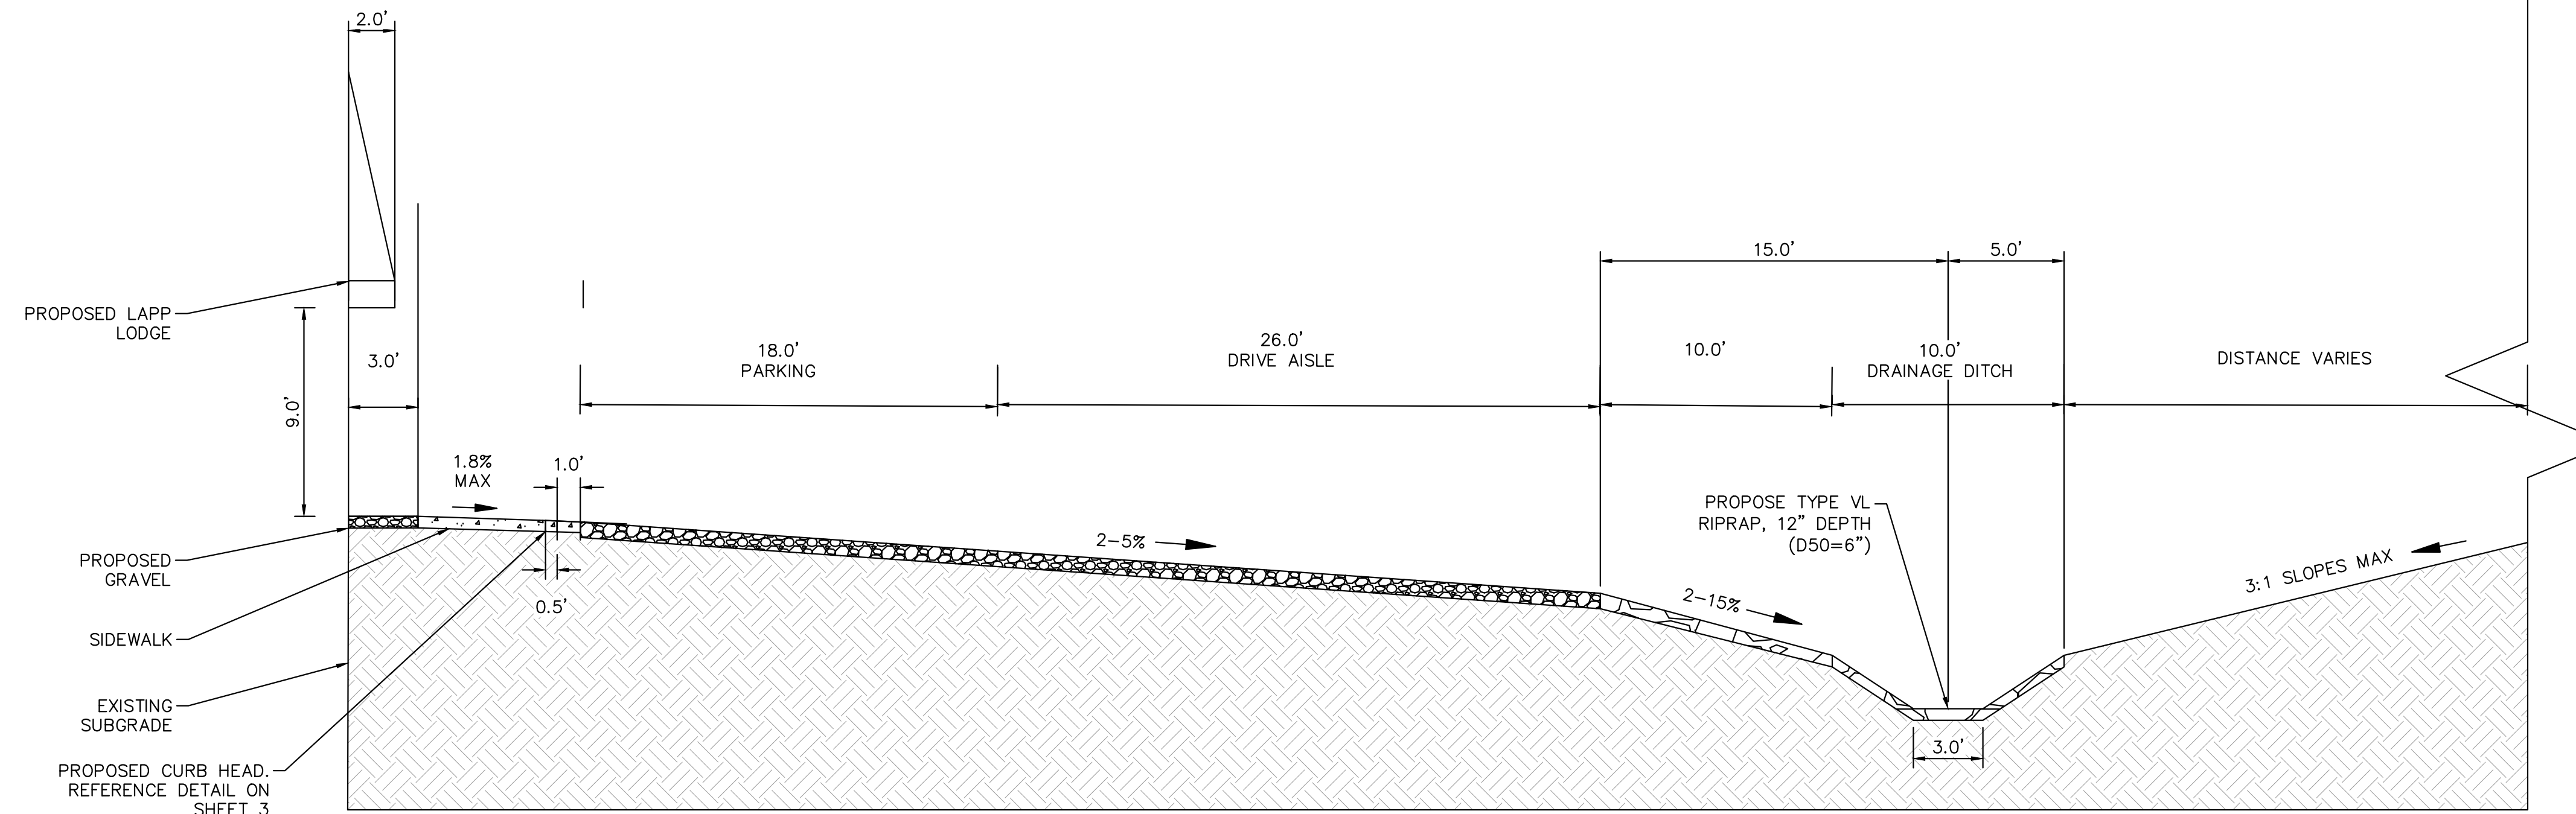 2.0'
PROPOSED LAPP
LODGE
9.0'
3.0'
18.0'
PARKING
26.0'
DRIVE AISLE
15.0'
5.0'
10.0'
10.0'
DRAINAGE DITCH
DISTANCE VARIES
1.8%
MAX
1.0'
0.5'
2-5%
2-15%
PROPOSE TYPE VL
RIPRAP, 12" DEPTH
(D50=6")
3:1 SLOPES MAX
3.0'
PROPOSED
GRAVEL
SIDEWALK
EXISTING
SUBGRADE
PROPOSED CURB HEAD.
REFERENCE DETAIL ON
SHEET 3